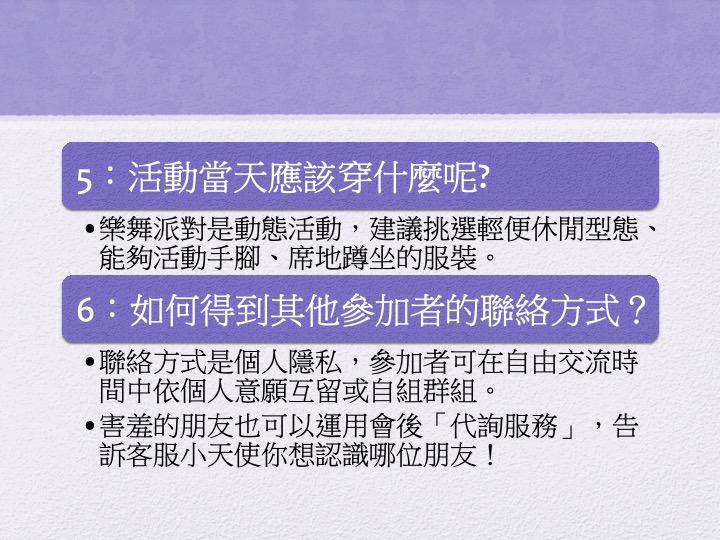 5：活動當天應該穿什麼呢?
•樂舞派對是動態活動，建議挑選輕便休閒型態、
能夠活動手腳、席地蹲坐的服裝。
6：如何得到其他參加者的聯絡方式？
•聯絡方式是個人隱私，參加者可在自由交流時
間中依個人意願互留或自組群組。
•害羞的朋友也可以運用會後「代詢服務」，告
訴客服小天使你想認識哪位朋友！